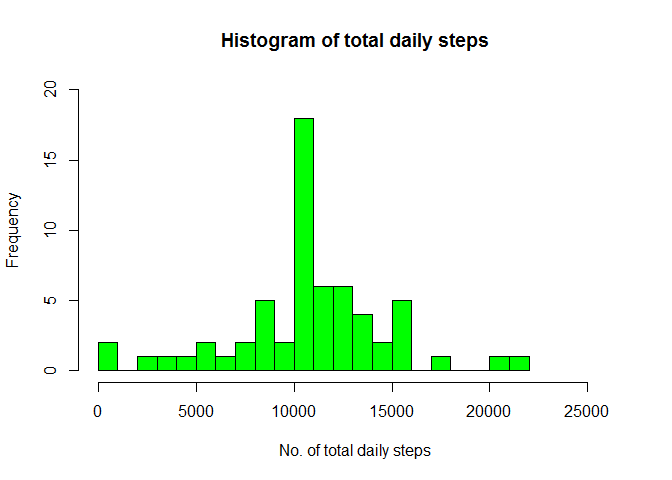 Histogram of total daily steps
20
15
10
5
0
Frequency
0 5000 10000 15000 20000 25000
No. of total daily steps